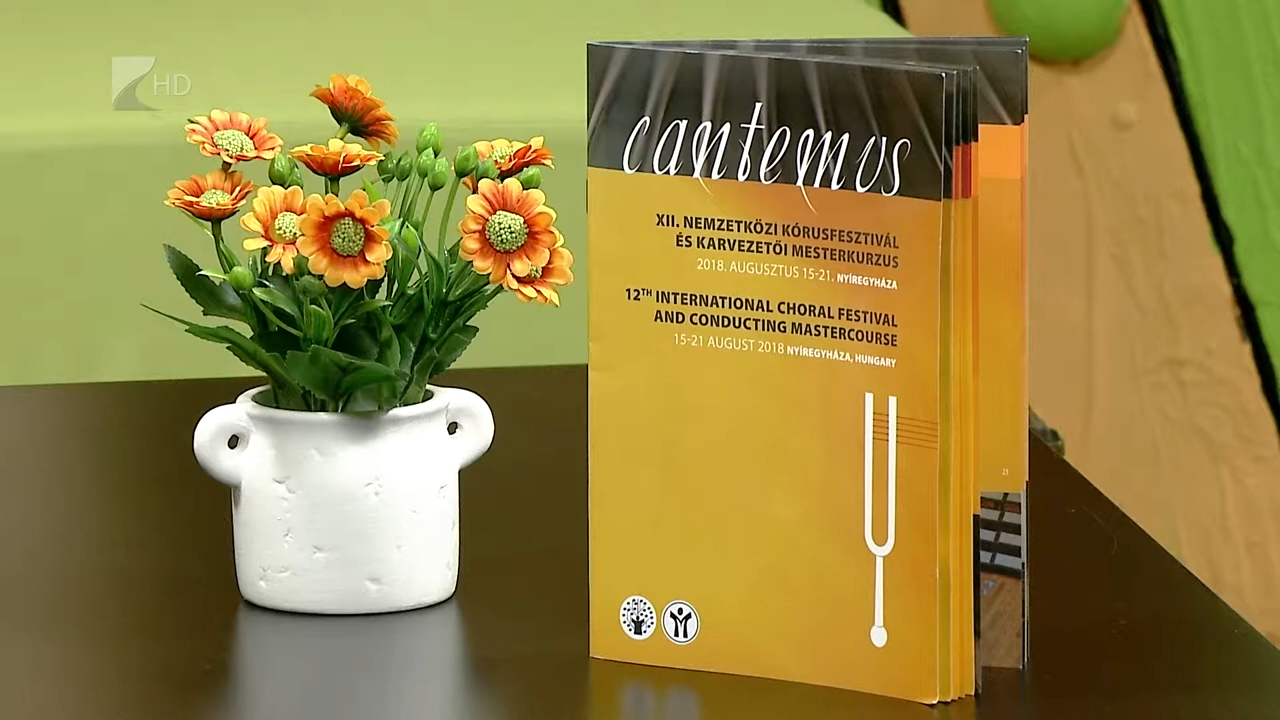 HD
cantemus
XII. NEMZETKÖZI KÓRUSFESZTIVÁL
ÉS KARVEZETŐI MESTERKURZUS
2018. AUGUSZTUS 15-21. NYÍREGYHÁZA
12TH INTERNATIONAL CHORAL FESTIVAL
AND CONDUCTING MASTERCOURSE
15-21 AUGUST 2018 NYÍREGYHÁZA, HUNGARY